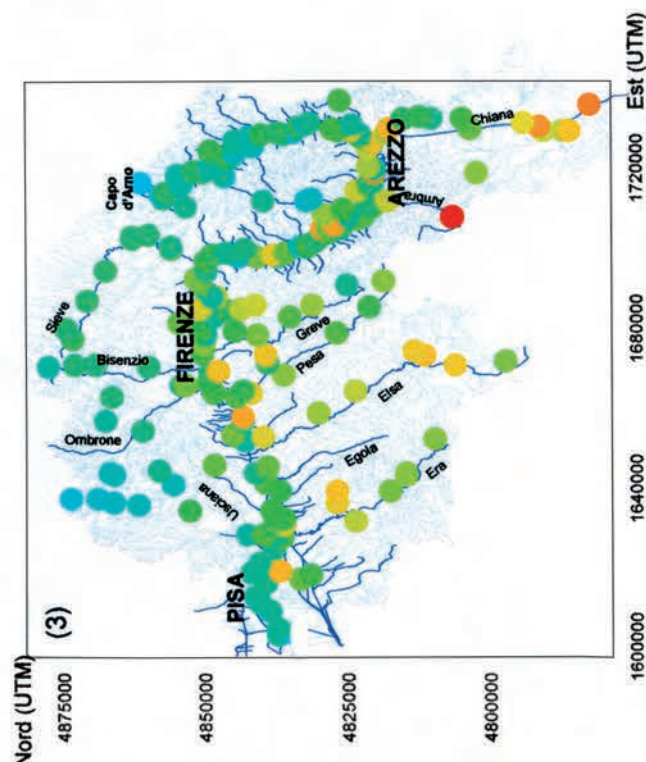 (3)
Nord (UTM)
4875000
4850000
4825000
4800000
1600000
1640000
1680000
1720000
Est (UTM)
PISA
FIRENZE
AREZZO
Capo
d'Arno
Sieve
Bisenzio
Ombrone
Usciana
Greve
Pesa
Elsa
Egola
Era
Ambra
Chiana